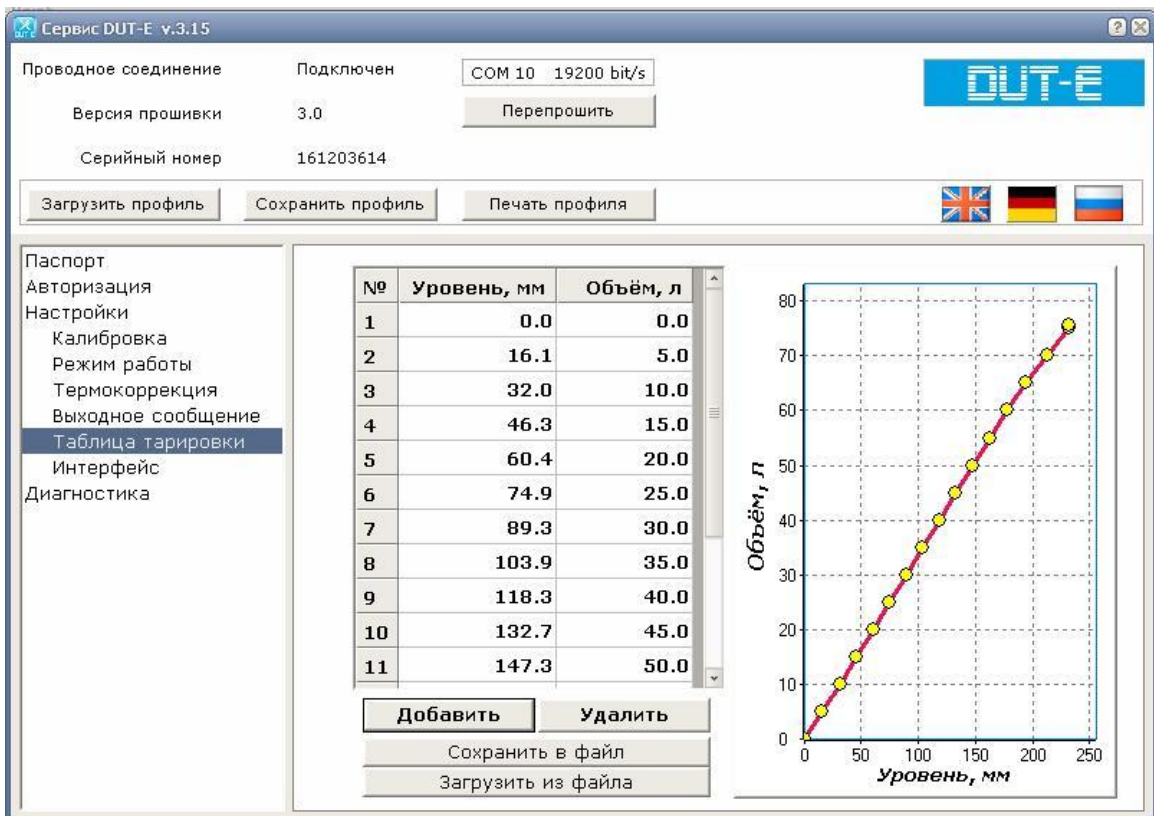 Сервис DUT-E v.3.15
Проводное соединение Подключен COM 10 19200 bit/s
DUT-E
Версия прошивки 3.0 Перепрошить
Серийный номер 161203614
Загрузить профиль Сохранить профиль Печать профиля
Паспорт
Авторизация
Настройки
Калибровка
Режим работы
Термокоррекция
Выходное сообщение
Таблица тарировки
Интерфейс
Диагностика
№ Уровень, мм Объём, л
1 0.0 0.0
2 16.1 5.0
3 32.0 10.0
4 46.3 15.0
5 60.4 20.0
6 74.9 25.0
7 89.3 30.0
8 103.9 35.0
9 118.3 40.0
10 132.7 45.0
11 147.3 50.0
Добавить Удалить
Сохранить в файл
Загрузить из файла
80
70
60
50
40
30
20
10
0
Объём, л
0 50 100 150 200 250
Уровень, мм